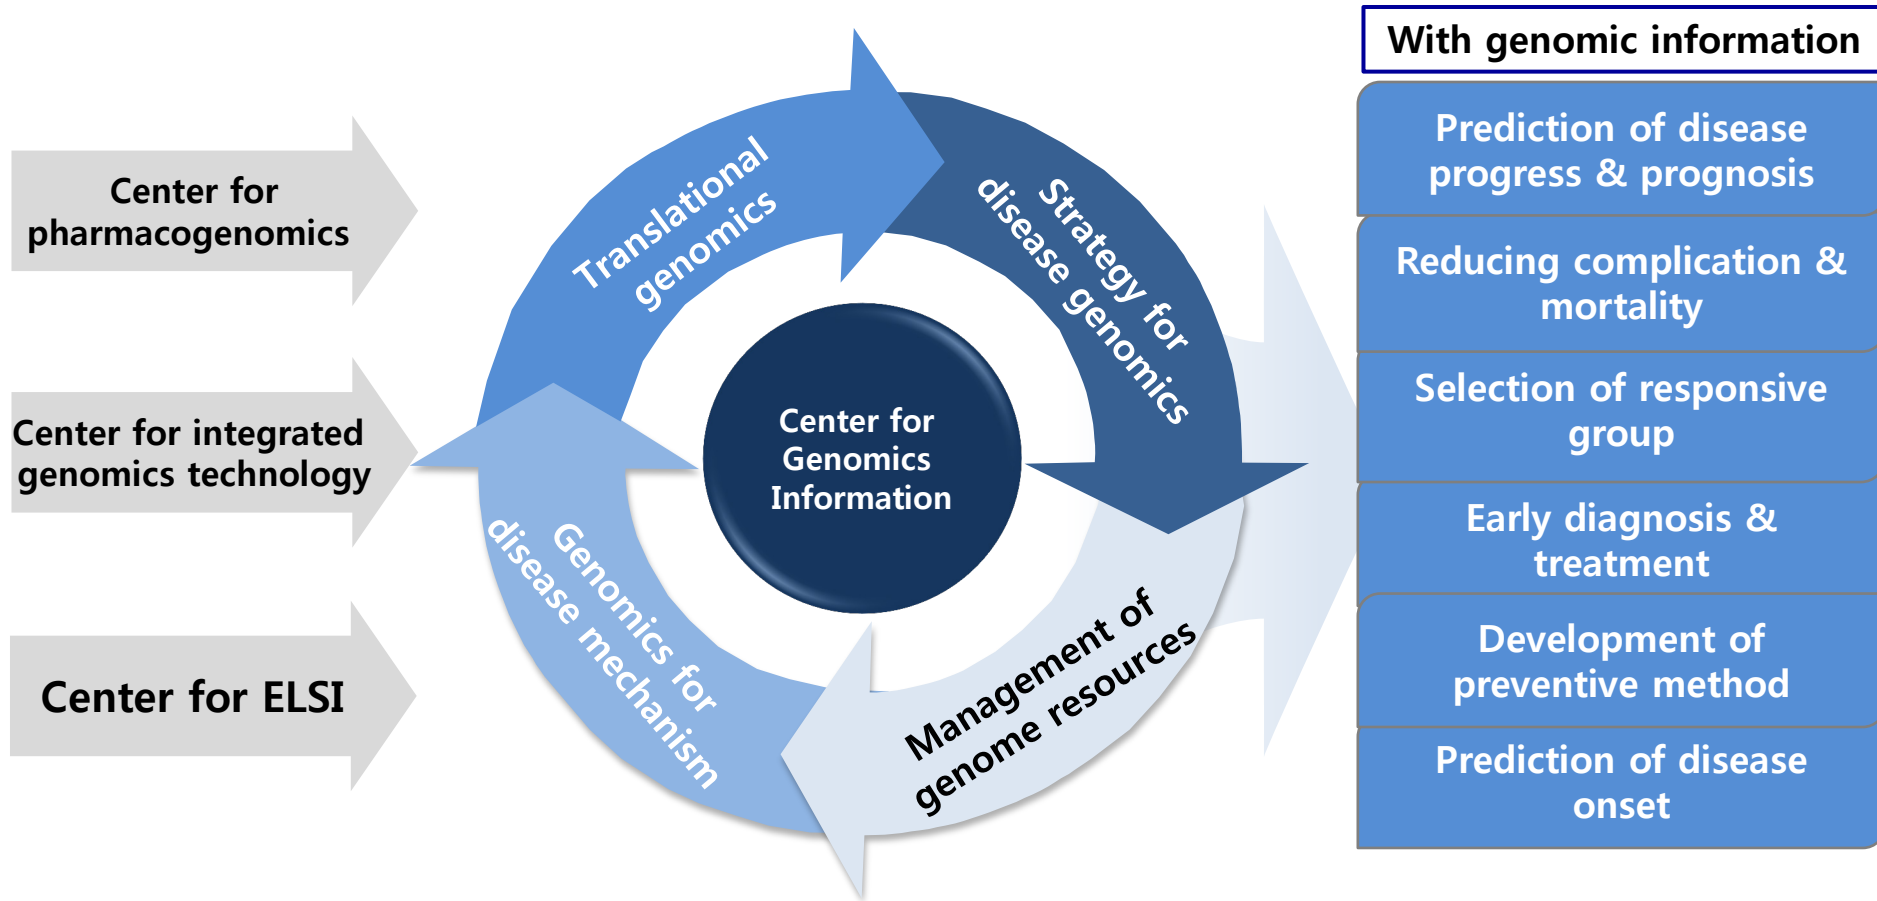 With genomic information
Center for
pharmacogenomics
Center for integrated
genomics technology
Center for ELSI
Translational
genomics
Strategy for
disease genomics
Center for
Genomics
Information
Genomics for
disease mechanism
Management of
genome resources
Prediction of disease
progress & prognosis
Reducing complication &
mortality
Selection of responsive
group
Early diagnosis &
treatment
Development of
preventive method
Prediction of disease
onset